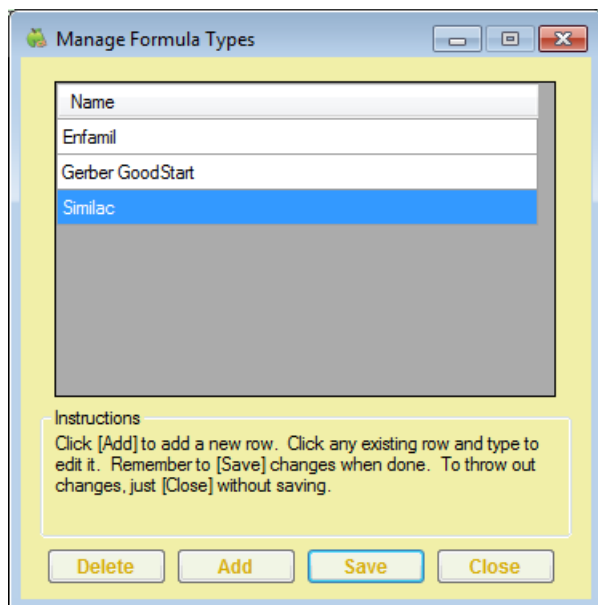 Manage Formula Types
Name
Enfamil
Gerber GoodStart
Similac
Instructions
Click [Add] to add a new row.  Click any existing row and type to
edit it.  Remember to [Save] changes when done.  To throw out
changes, just [Close] without saving.
Delete
Add
Save
Close